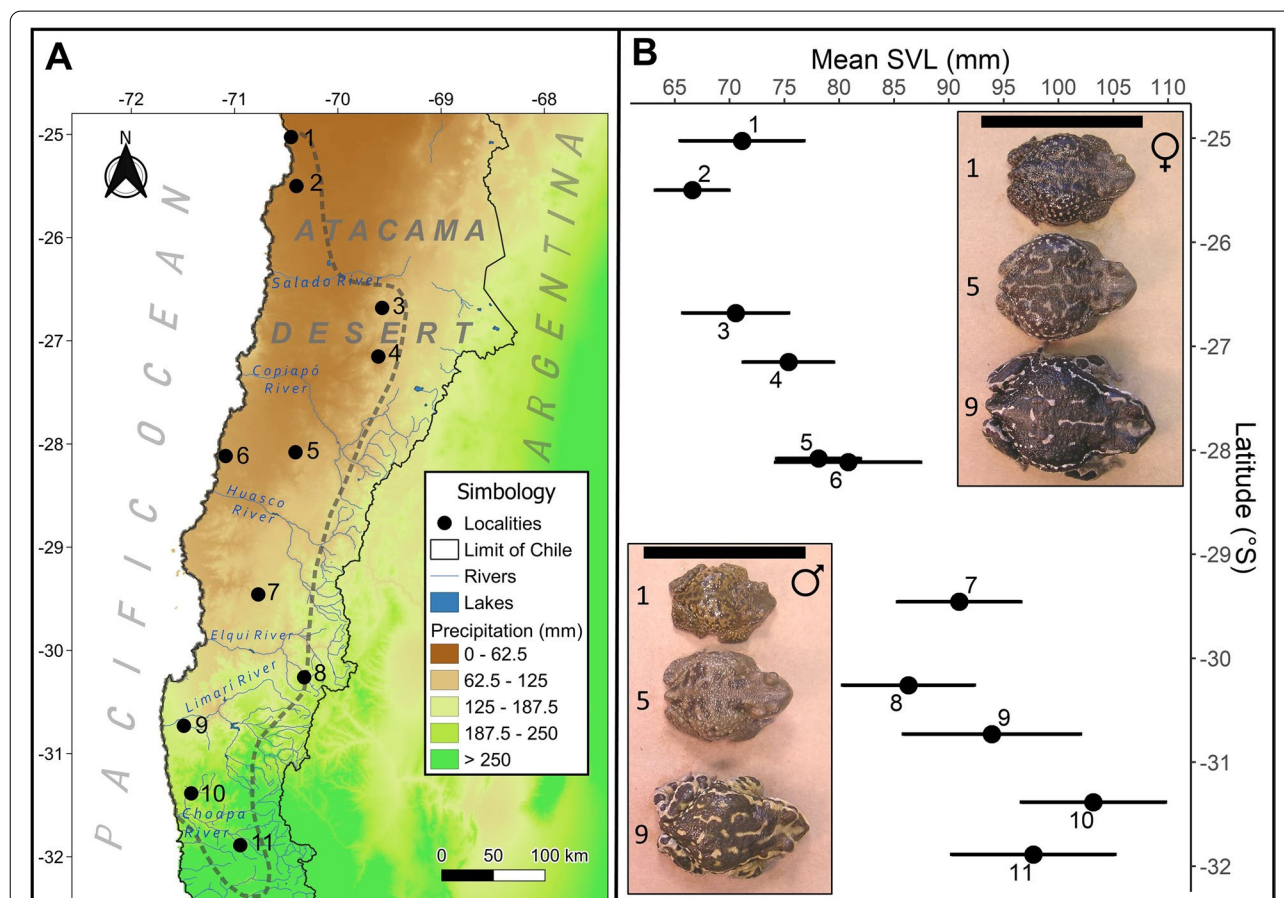 A
-72 -71 -70 -69 -68
-25
-26
-27
-28
-29
-30
-31
-32
N
PACIFIC OCEAN
ATACAMA
DESERT
ARGENTINA
1
2
Salado River
3
4
Copiapó
River
5
6
Huasco
River
7
Elqui River
8
Limarí River
9
10
Choapa
River
11
Simbology
Localities
Limit of Chile
Rivers
Lakes
Precipitation (mm)
0 - 62.5
62.5 - 125
125 - 187.5
187.5 - 250
> 250
0 50 100 km
B
Mean SVL (mm)
65 70 75 80 85 90 95 100 105 110
1
2
3
4
5
6
7
8
9
10
11
♀
1
5
9
♂
1
5
9
-25
-26
-27
-28
-29
-30
-31
-32
Latitude (°S)